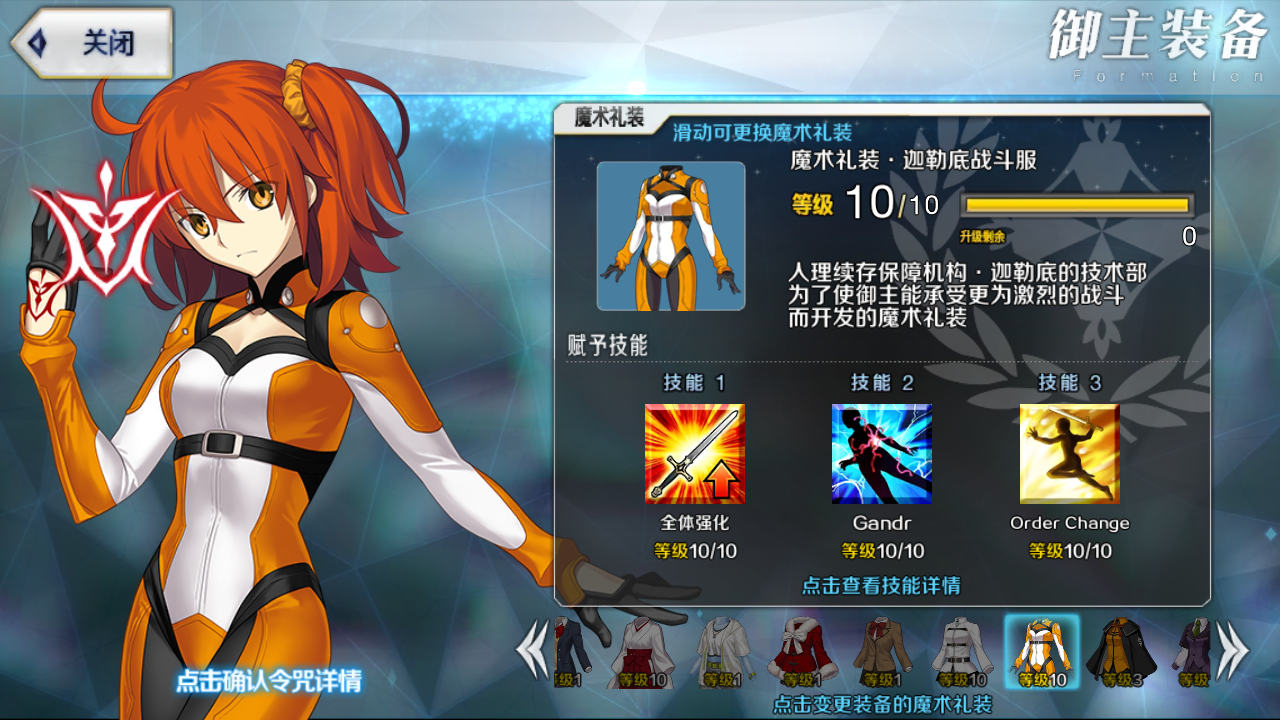 关闭
御主装备
Formation
魔术礼装
滑动可更换魔术礼装
魔术礼装·迦勒底战斗服
等级 10/10
升级剩余
0
人理续存保障机构·迦勒底的技术部
为了使御主能承受更为激烈的战斗
而开发的魔术礼装
赋予技能
技能 1
技能 2
技能 3
全体强化
Gandr
Order Change
等级10/10
等级10/10
等级10/10
点击查看技能详情
点击确认令咒详情
级1
等级10
等级1
等级1
等级1
等级10
等级10
等级3
等级
点击变更装备的魔术礼装